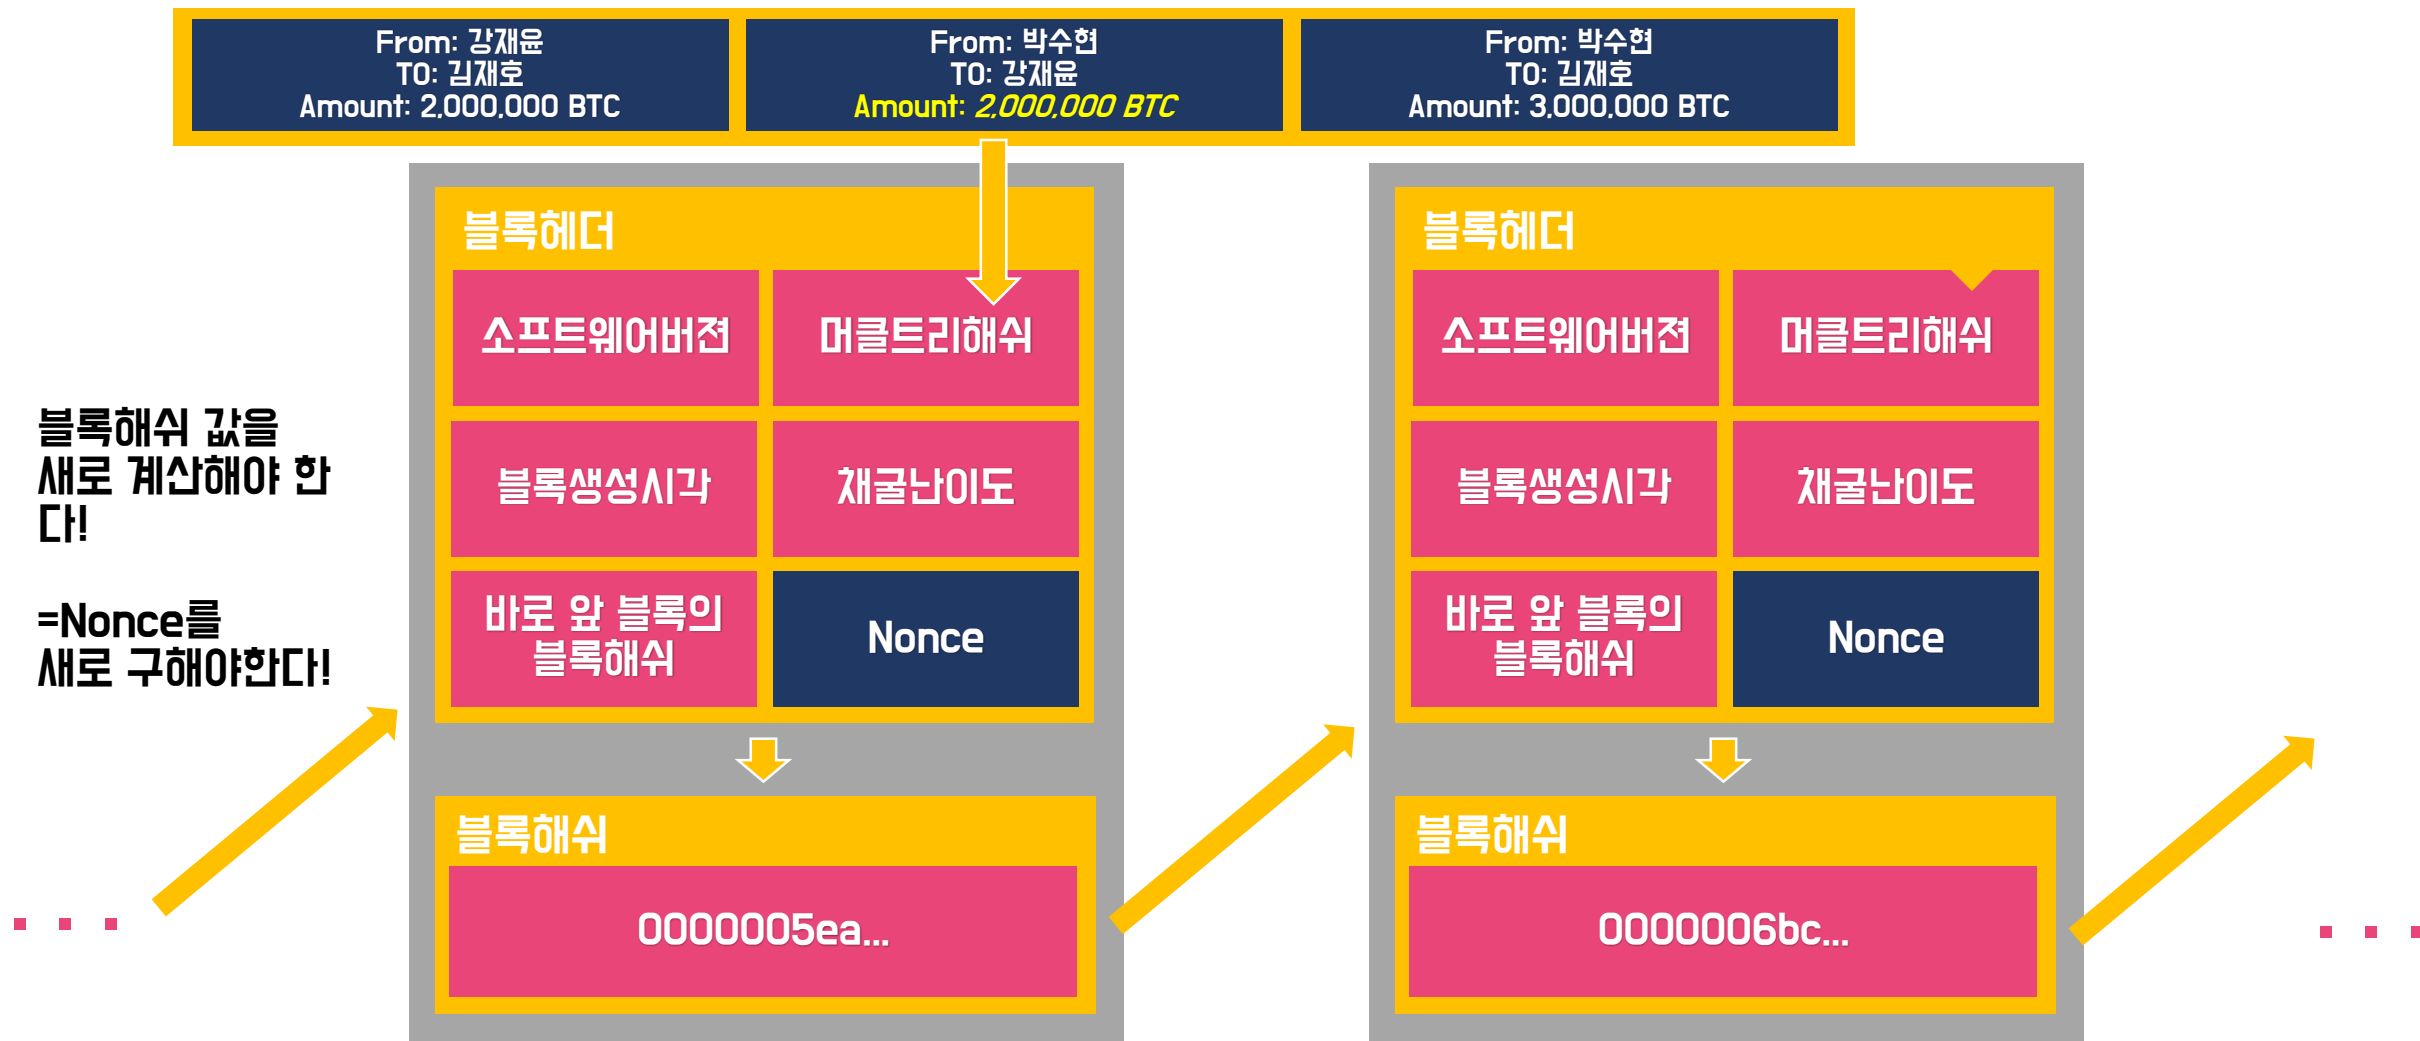 From: 강재윤
TO: 김재호
Amount: 2,000,000 BTC
From: 박수현
TO: 강재윤
Amount: 2,000,000 BTC
From: 박수현
TO: 김재호
Amount: 3,000,000 BTC
블록해쉬 값을
새로 계산해야 한
다!
=Nonce를
새로 구해야한다!
블록헤더
소프트웨어버젼
머클트리해쉬
블록생성시각
채굴난이도
바로 앞 블록의
블록해쉬
Nonce
블록해쉬
0000005ea...
블록헤더
소프트웨어버젼
머클트리해쉬
블록생성시각
채굴난이도
바로 앞 블록의
블록해쉬
Nonce
블록해쉬
0000006bc...